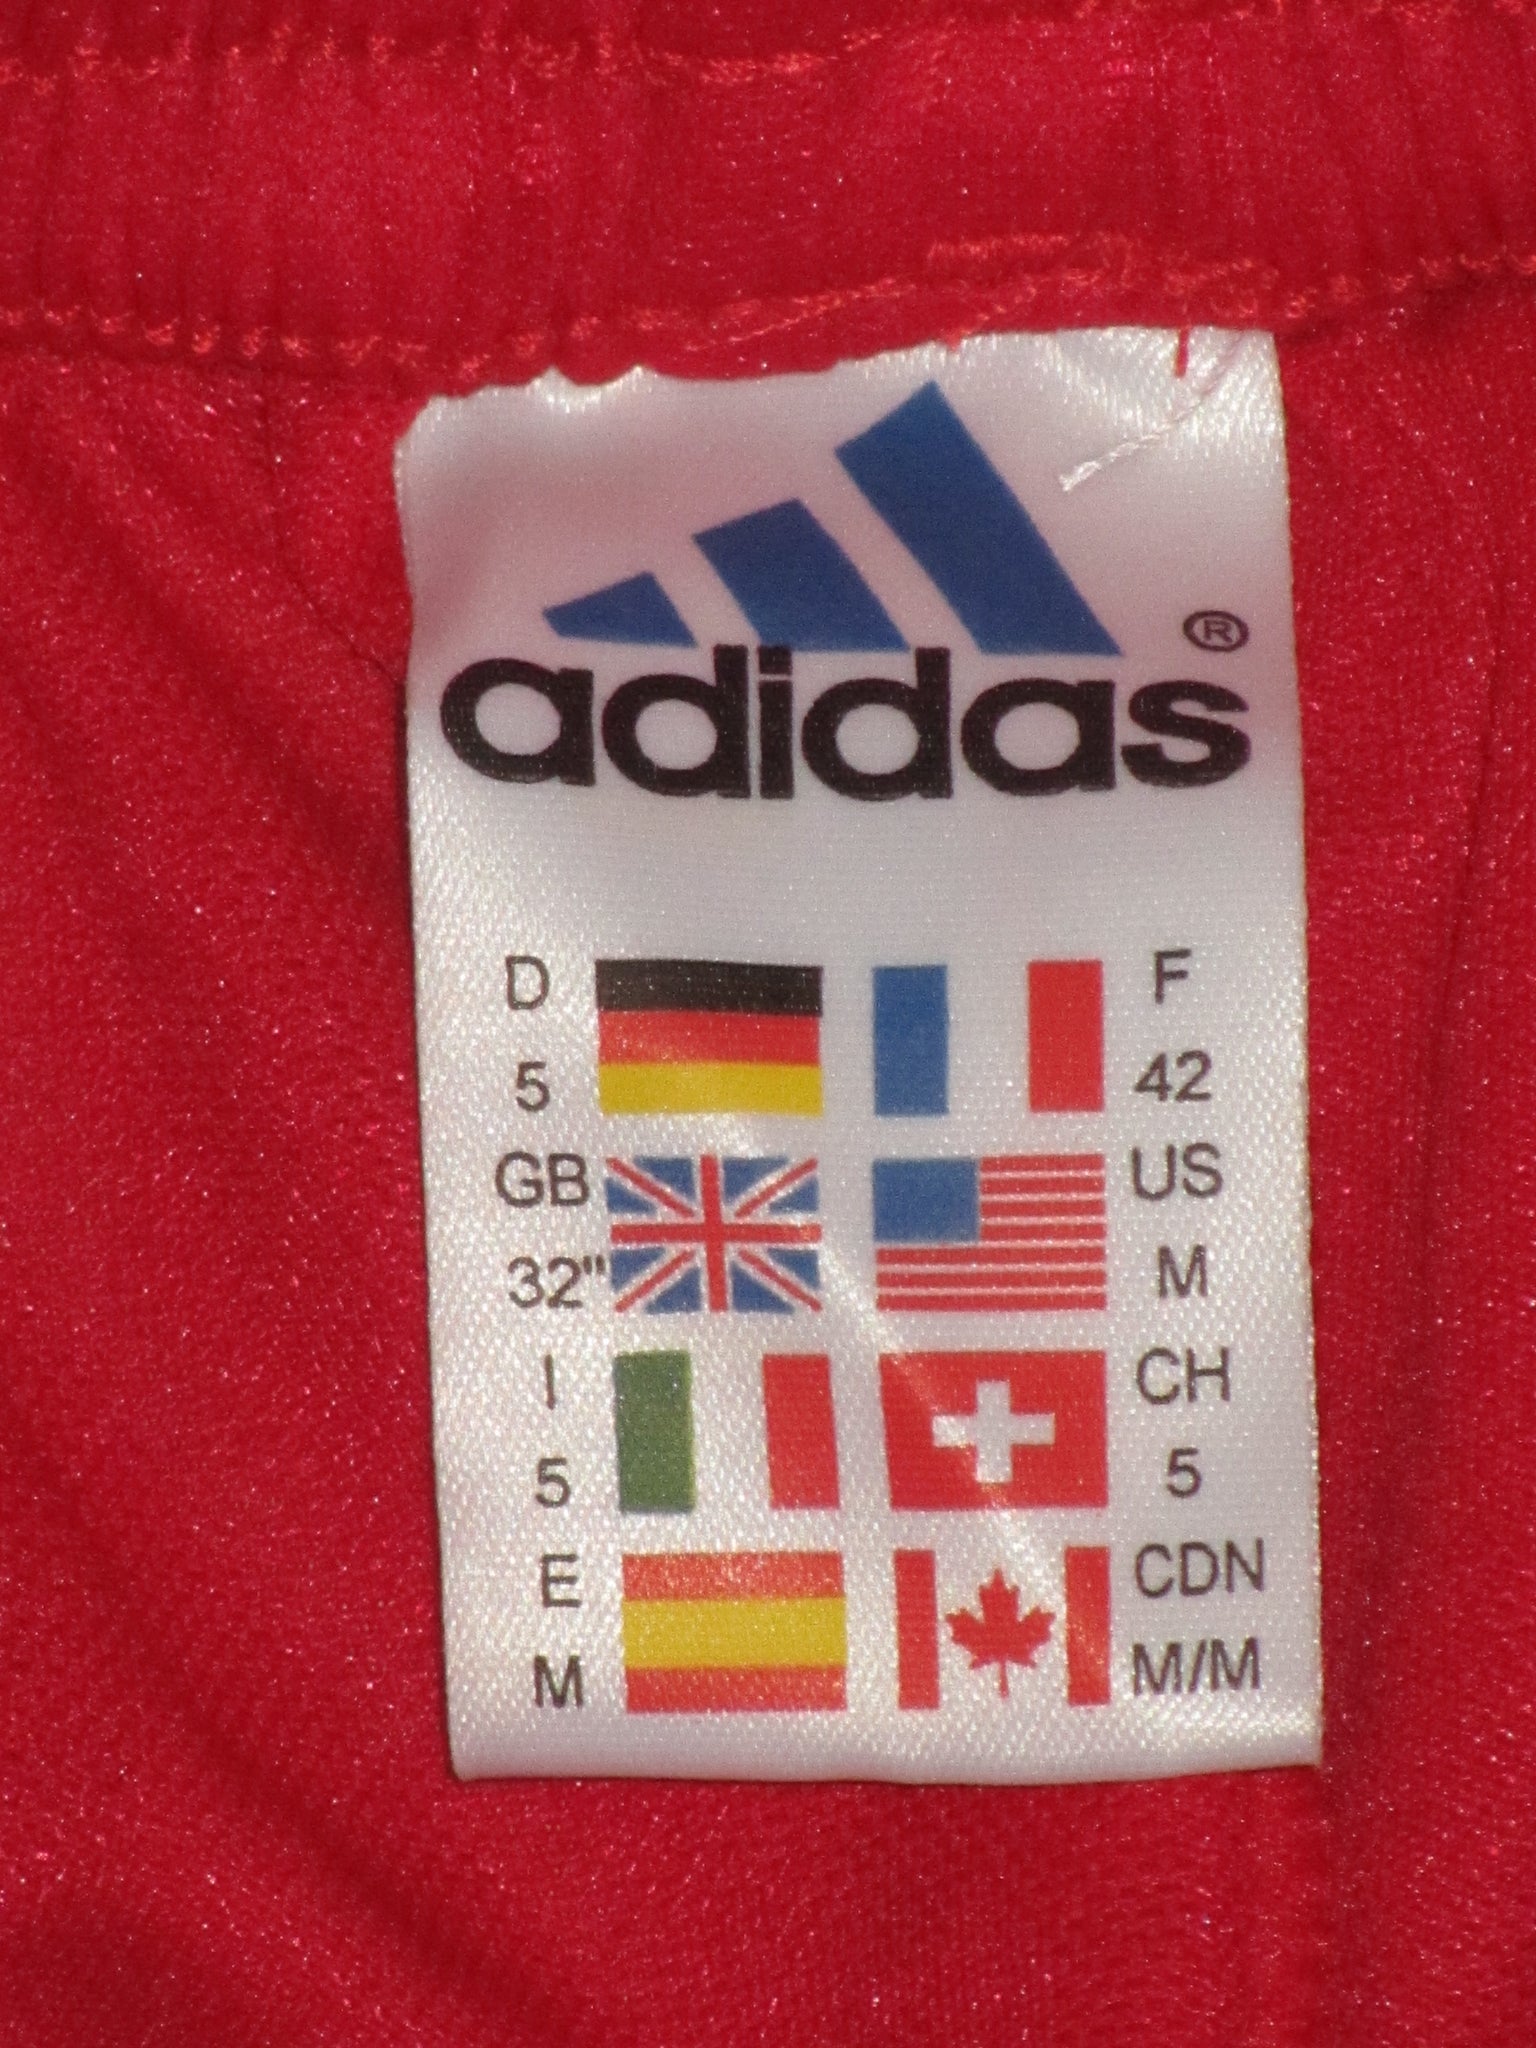 adidas ®
D F
5 42
GB US
32" M
I CH
5 5
E CDN
M M/M